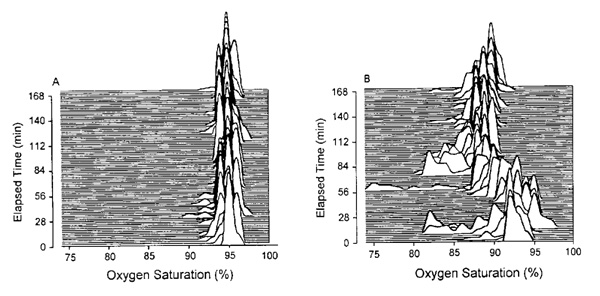 A
168
140
112
84
56
28
0
Elapsed Time (min)
75 80 85 90 95 100
Oxygen Saturation (%)
B
168
140
112
84
56
28
0
Elapsed Time (min)
75 80 85 90 95 100
Oxygen Saturation (%)